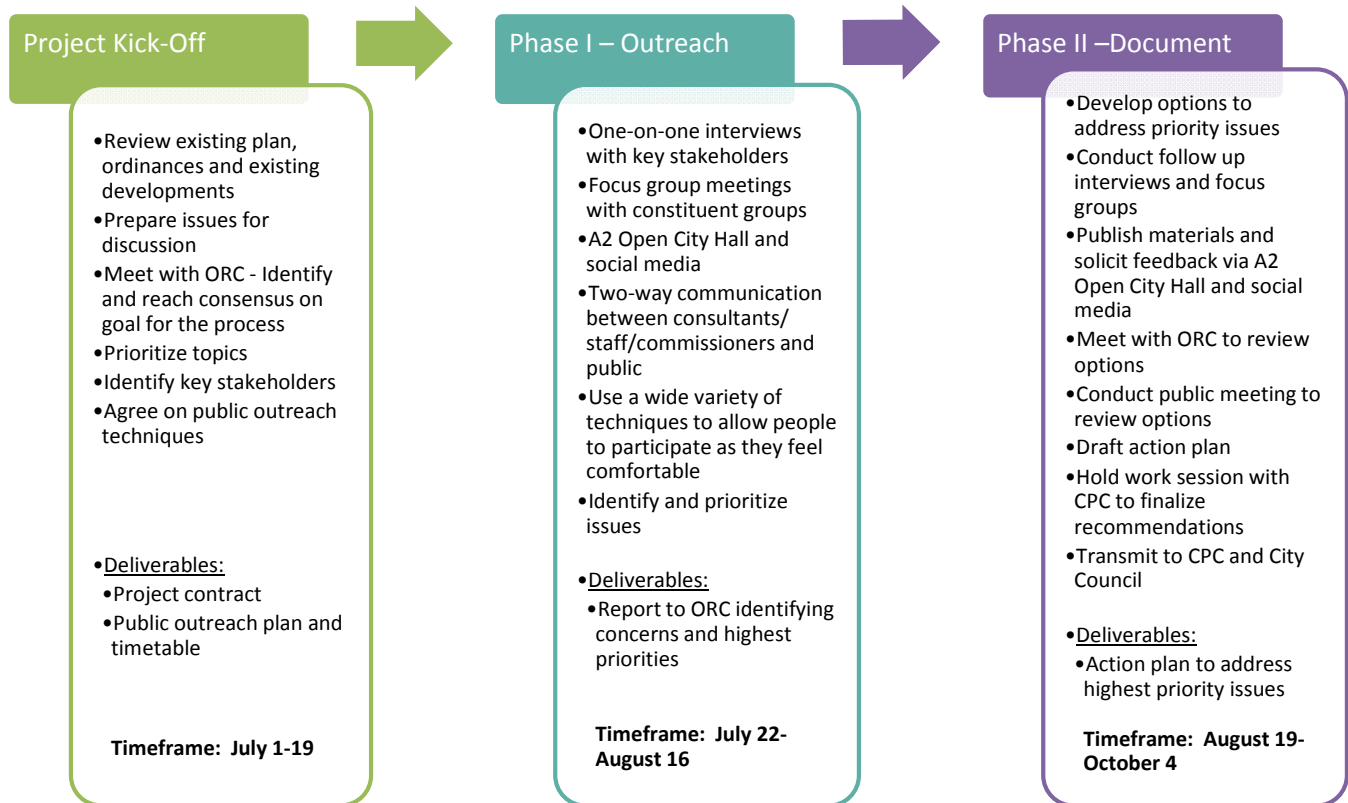 Project Kick-Off
•Review existing plan,
ordinances and existing
developments
•Prepare issues for
discussion
•Meet with ORC - Identify
and reach consensus on
goal for the process
•Prioritize topics
•Identify key stakeholders
•Agree on public outreach
techniques
•Deliverables:
•Project contract
•Public outreach plan and
timetable
Timeframe:  July 1-19
Phase I – Outreach
•One-on-one interviews
with key stakeholders
•Focus group meetings
with constituent groups
•A2 Open City Hall and
social media
•Two-way communication
between consultants/
staff/commissioners and
public
•Use a wide variety of
techniques to allow people
to participate as they feel
comfortable
•Identify and prioritize
issues
•Deliverables:
•Report to ORC identifying
concerns and highest
priorities
Timeframe:  July 22-
August 16
Phase II –Document
•Develop options to
address priority issues
•Conduct follow up
interviews and focus
groups
•Publish materials and
solicit feedback via A2
Open City Hall and social
media
•Meet with ORC to review
options
•Conduct public meeting to
review options
•Draft action plan
•Hold work session with
CPC to finalize
recommendations
•Transmit to CPC and City
Council
•Deliverables:
•Action plan to address
highest priority issues
Timeframe:  August 19-
October 4